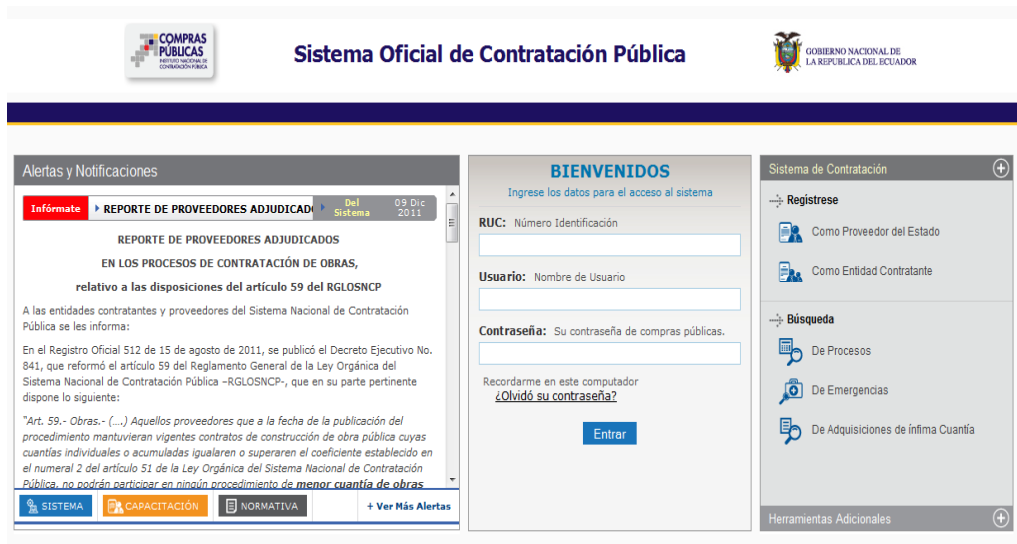 COMPRAS
PÚBLICAS
INSTITUTO NACIONAL DE
CONTRATACIÓN PÚBLICA
Sistema Oficial de Contratación Pública
GOBIERNO NACIONAL DE
LA REPUBLICA DEL ECUADOR
Alertas y Notificaciones
Infórmate
REPORTE DE PROVEEDORES ADJUDICAD
Del
Sistema
09 Dic
2011
REPORTE DE PROVEEDORES ADJUDICADOS
EN LOS PROCESOS DE CONTRATACIÓN DE OBRAS,
relativo a las disposiciones del artículo 59 del RGLOSNCP
A las entidades contratantes y proveedores del Sistema Nacional de Contratación
Pública se les informa:
En el Registro Oficial 512 de 15 de agosto de 2011, se publicó el Decreto Ejecutivo No.
841, que reformó el artículo 59 del Reglamento General de la Ley Orgánica del
Sistema Nacional de Contratación Pública –RGLOSNCP-, que en su parte pertinente
dispone lo siguiente:
"Art. 59.- Obras.- (....) Aquellos proveedores que a la fecha de la publicación del
procedimiento mantuvieran vigentes contratos de construcción de obra pública cuyas
cuantías individuales o acumuladas igualaren o superaren el coeficiente establecido en
el numeral 2 del artículo 51 de la Ley Orgánica del Sistema Nacional de Contratación
Pública, no podrán participar en ningún procedimiento de menor cuantía de obras
SISTEMA
CAPACITACIÓN
NORMATIVA
+ Ver Más Alertas
BIENVENIDOS
Ingrese los datos para el acceso al sistema
RUC: Número Identificación
Usuario: Nombre de Usuario
Contraseña: Su contraseña de compras públicas.
Recordarme en este computador
¿Olvidó su contraseña?
Entrar
Sistema de Contratación
Registrese
Como Proveedor del Estado
Como Entidad Contratante
Búsqueda
De Procesos
De Emergencias
De Adquisiciones de ínfima Cuantía
Herramientas Adicionales